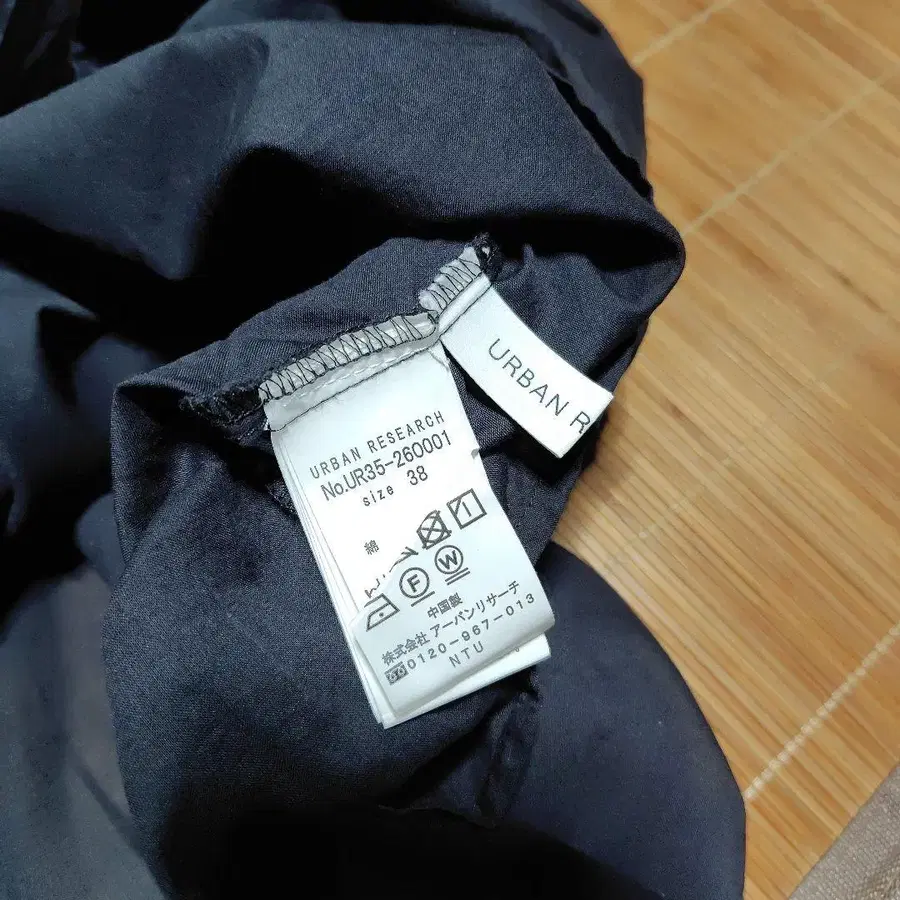 URBAN RESEARCH
No.UR35-260001
size 38
綿
F W
中国製
株式会社 アーバンリサーチ
0120-967-013
NTU
URBAN R